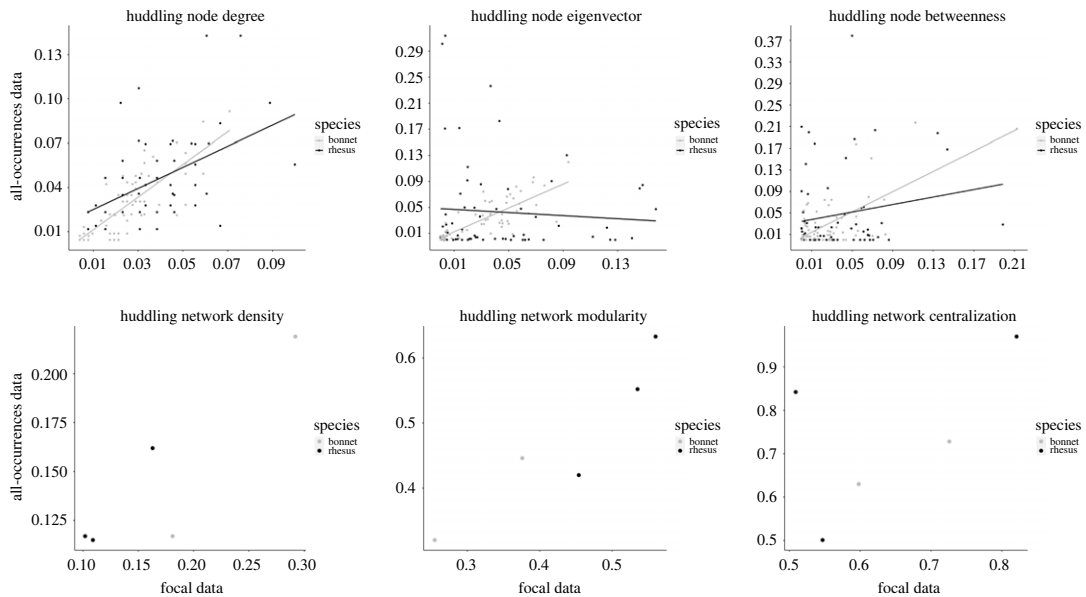 huddling node degree
all-occurrences data
0.13
0.10
0.07
0.04
0.01
0.01 0.03 0.05 0.07 0.09
species
bonnet
rhesus
huddling node eigenvector
0.29
0.25
0.21
0.17
0.13
0.09
0.05
0.01
0.01 0.05 0.09 0.13
species
bonnet
rhesus
huddling node betweenness
0.37
0.33
0.29
0.25
0.21
0.17
0.13
0.09
0.05
0.01
0.01 0.05 0.09 0.13 0.17 0.21
species
bonnet
rhesus
huddling network density
all-occurrences data
0.200
0.175
0.150
0.125
0.10 0.15 0.20 0.25 0.30
focal data
species
bonnet
rhesus
huddling network modularity
0.6
0.5
0.4
0.3 0.4 0.5
focal data
species
bonnet
rhesus
huddling network centralization
0.9
0.8
0.7
0.6
0.5
0.5 0.6 0.7 0.8
focal data
species
bonnet
rhesus